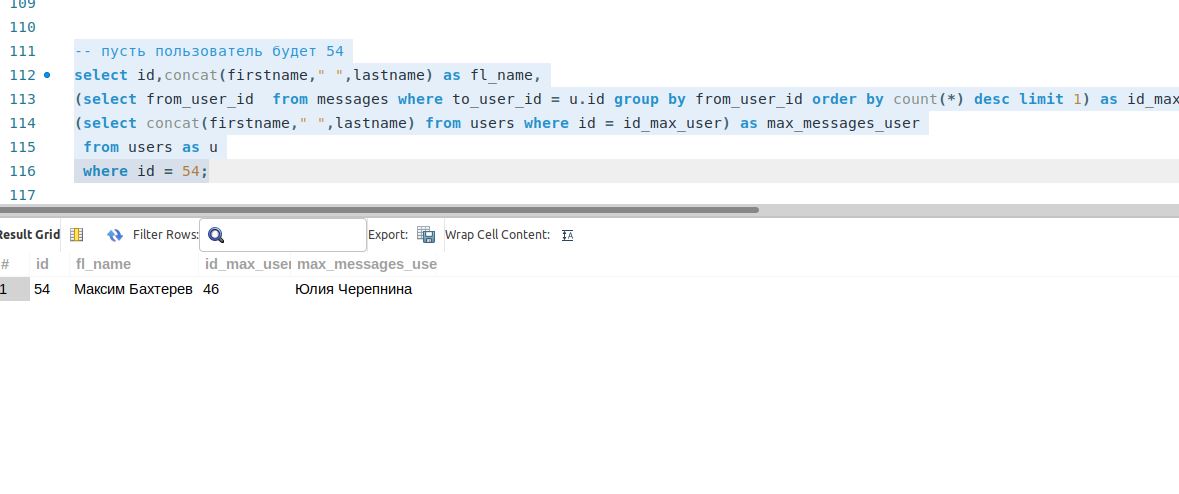 109
110
111 -- пусть пользователь будет 54
112 select id,concat(firstname," ",lastname) as fl_name,
113 (select from_user_id  from messages where to_user_id = u.id group by from_user_id order by count(*) desc limit 1) as id_max
114 (select concat(firstname," ",lastname) from users where id = id_max_user) as max_messages_user
115 from users as u
116 where id = 54;
117
Result Grid Filter Rows: Export: Wrap Cell Content: IA
# id fl_name id_max_user max_messages_use
1 54 Максим Бахтерев 46 Юлия Черепнина